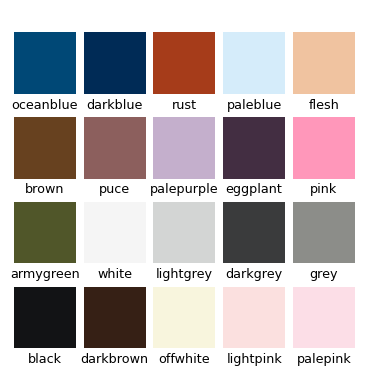 oceanblue darkblue rust paleblue flesh
brown puce palepurple eggplant pink
armygreen white lightgrey darkgrey grey
black darkbrown offwhite lightpink palepink